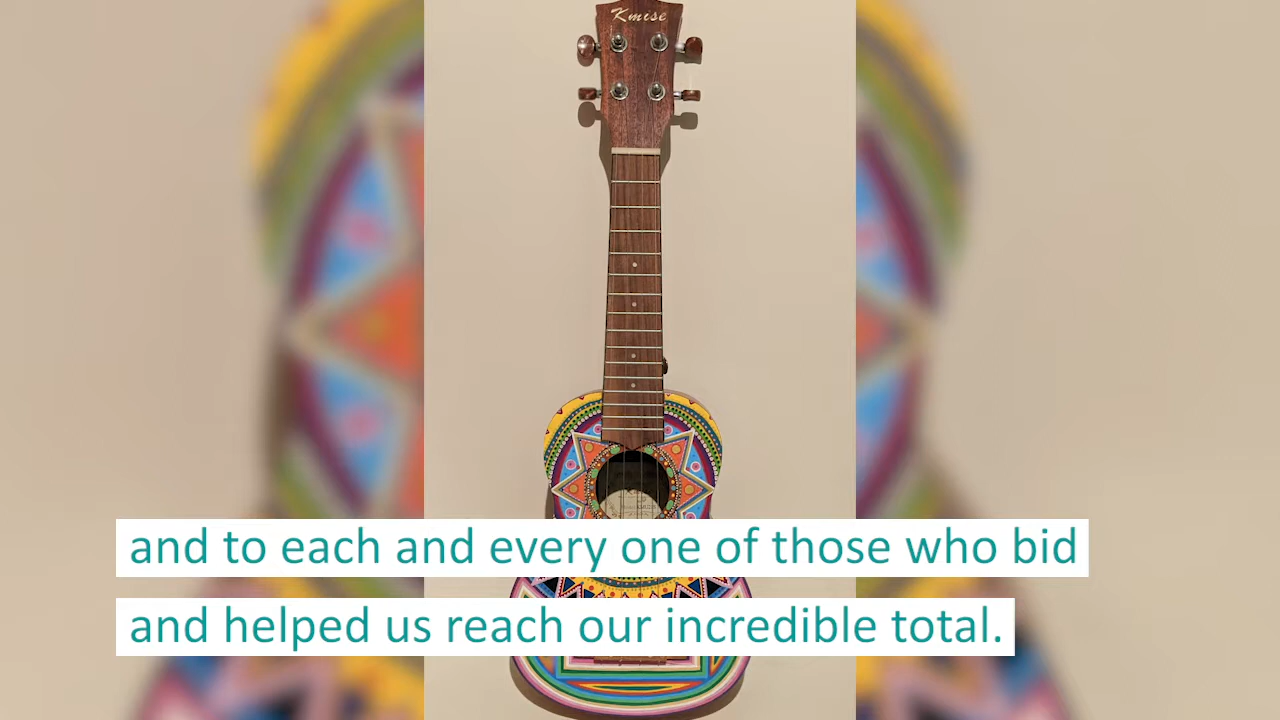 Kmise
and to each and every one of those who bid
and helped us reach our incredible total.